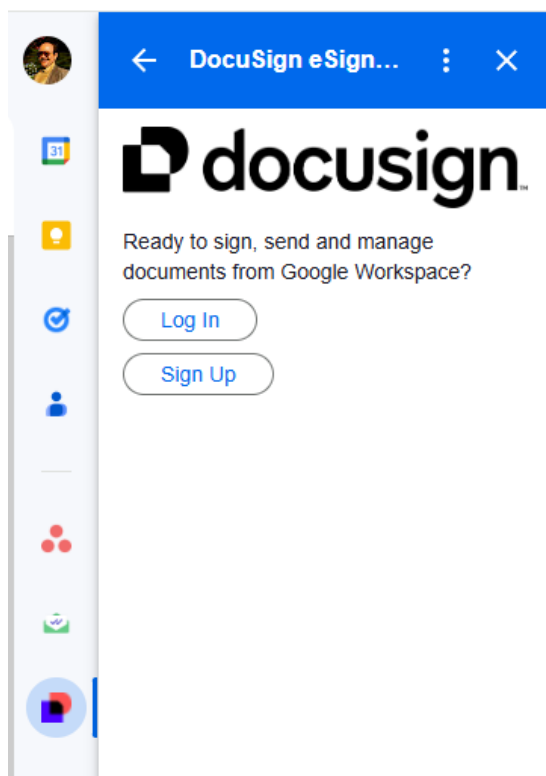 DocuSign eSign...
31
docusign
Ready to sign, send and manage
documents from Google Workspace?
Log In
Sign Up